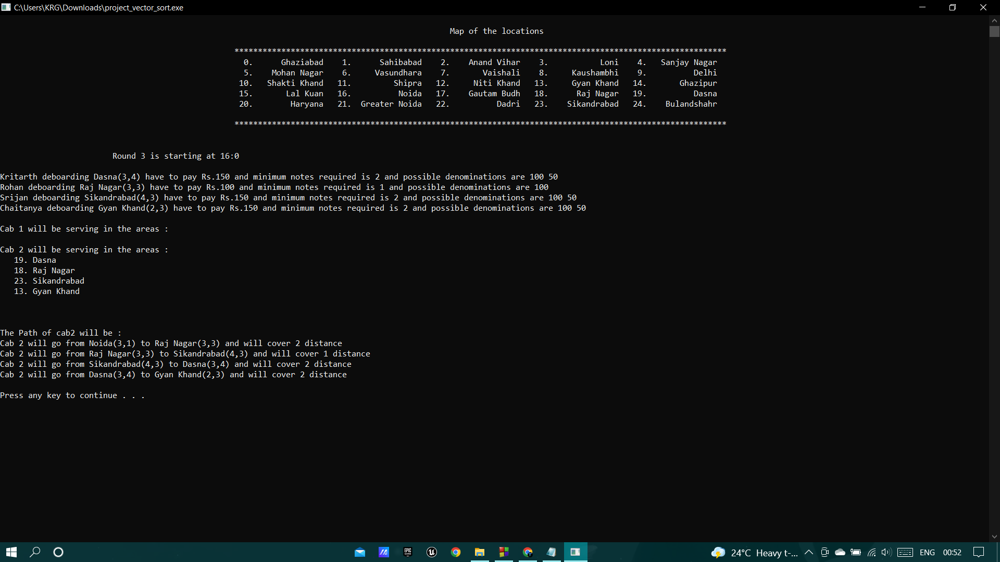 C:\Users\KRG\Downloads\project_vector_sort.exe
Map of the locations
*********************************************************************************************************
0. Ghaziabad 1. Sahibabad 2. Anand Vihar 3. Loni 4. Sanjay Nagar
5. Mohan Nagar 6. Vasundhara 7. Vaishali 8. Kaushambhi 9. Delhi
10. Shakti Khand 11. Shipra 12. Niti Khand 13. Gyan Khand 14. Ghazipur
15. Lal Kuan 16. Noida 17. Gautam Budh 18. Raj Nagar 19. Dasna
20. Haryana 21. Greater Noida 22. Dadri 23. Sikandrabad 24. Bulandshahr
*********************************************************************************************************
Round 3 is starting at 16:0
Kritarth deboarding Dasna(3,4) have to pay Rs.150 and minimum notes required is 2 and possible denominations are 100 50
Rohan deboarding Raj Nagar(3,3) have to pay Rs.100 and minimum notes required is 1 and possible denominations are 100
Srijan deboarding Sikandrabad(4,3) have to pay Rs.150 and minimum notes required is 2 and possible denominations are 100 50
Chaitanya deboarding Gyan Khand(2,3) have to pay Rs.150 and minimum notes required is 2 and possible denominations are 100 50
Cab 1 will be serving in the areas :
Cab 2 will be serving in the areas :
19. Dasna
18. Raj Nagar
23. Sikandrabad
13. Gyan Khand
The Path of cab2 will be :
Cab 2 will go from Noida(3,1) to Raj Nagar(3,3) and will cover 2 distance
Cab 2 will go from Raj Nagar(3,3) to Sikandrabad(4,3) and will cover 1 distance
Cab 2 will go from Sikandrabad(4,3) to Dasna(3,4) and will cover 2 distance
Cab 2 will go from Dasna(3,4) to Gyan Khand(2,3) and will cover 2 distance
Press any key to continue . . .
EPIC GAMES
24°C Heavy t-... ENG 00:52